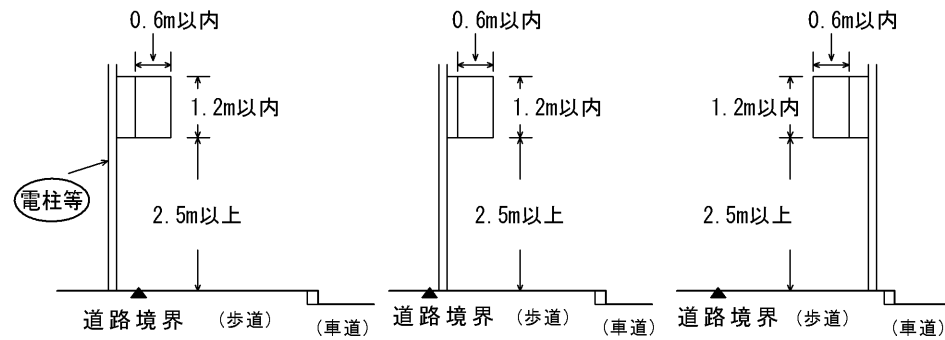 0.6m以内
1.2m以内
電柱等
2.5m以上
道路境界
(歩道)
(車道)
0.6m以内
1.2m以内
2.5m以上
道路境界
(歩道)
(車道)
0.6m以内
1.2m以内
2.5m以上
道路境界
(歩道)
(車道)